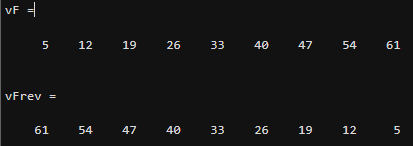 vF =
5 12 19 26 33 40 47 54 61
vFrev =
61 54 47 40 33 26 19 12 5